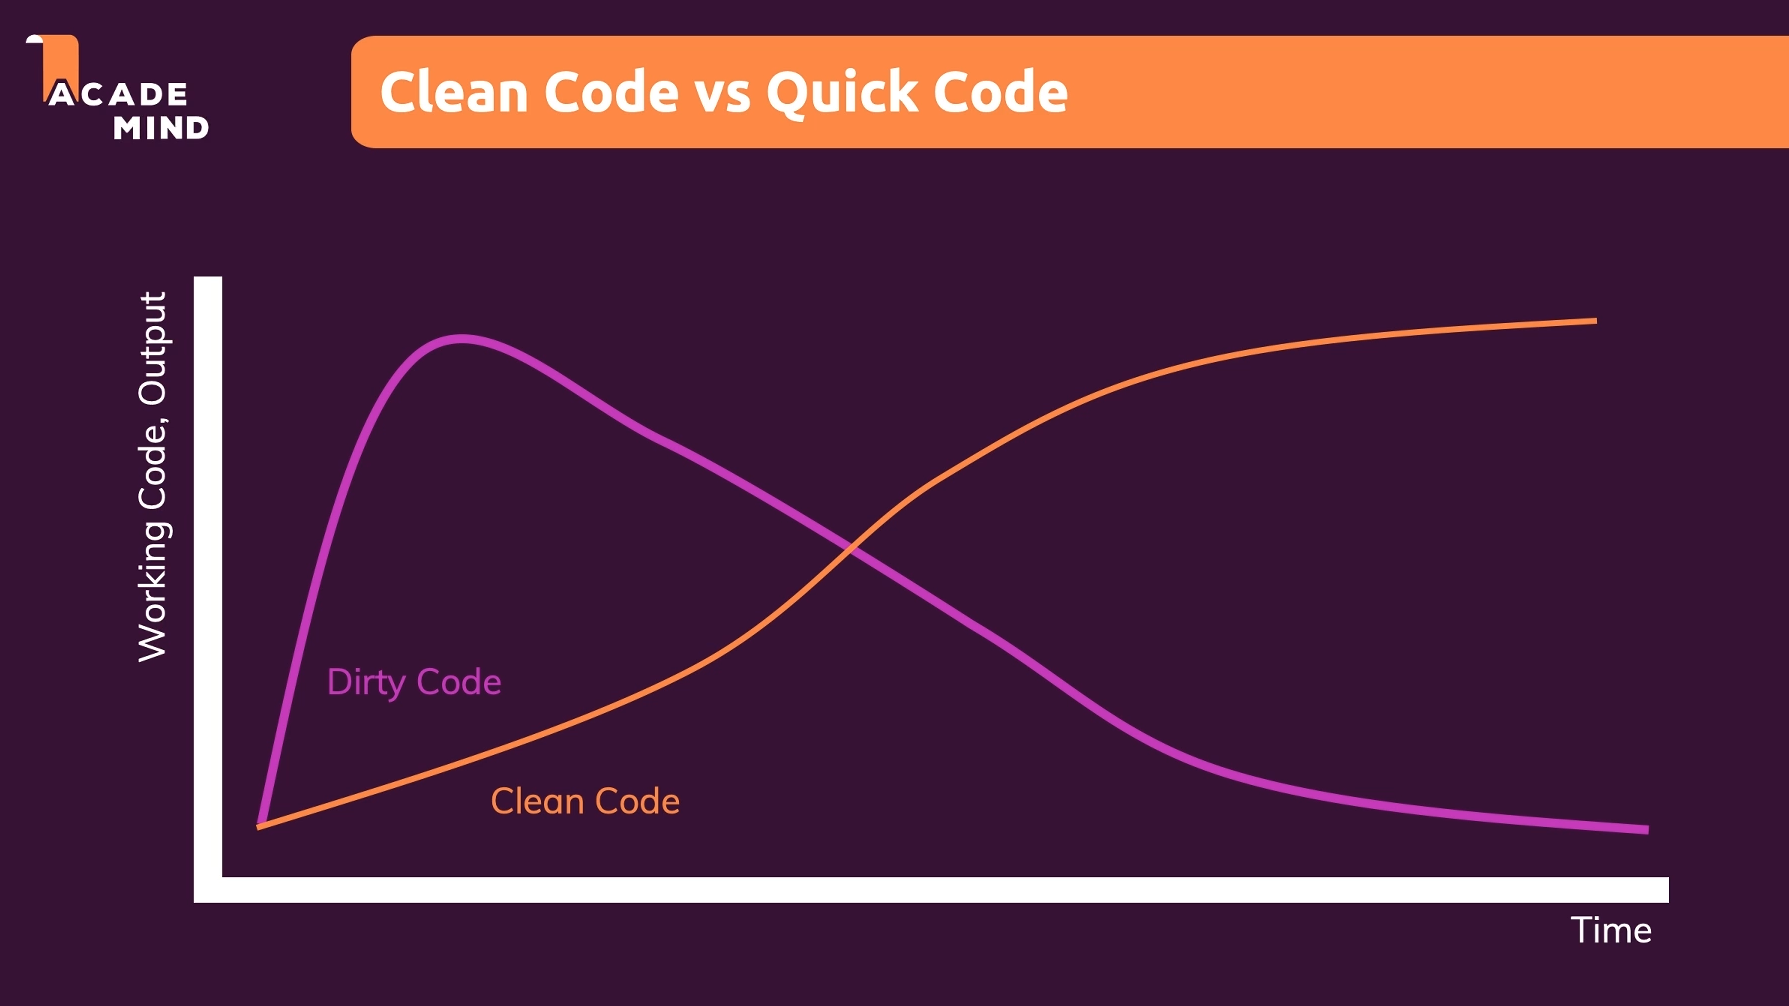 ACADE
MIND
Clean Code vs Quick Code
Working Code, Output
Dirty Code
Clean Code
Time